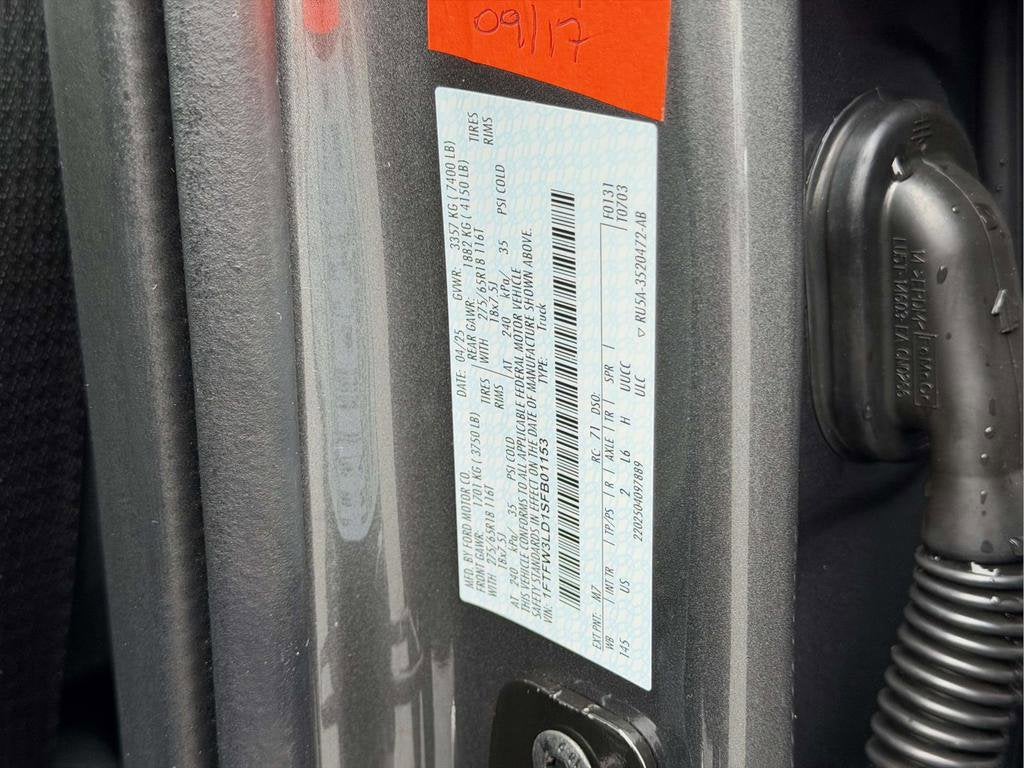 09/17
MFD. BY FORD MOTOR CO. DATE: 04/25 GVWR: 3357 KG ( 7400 LB)
FRONT GAWR: 1701 KG ( 3750 LB) REAR GAWR: 1882 KG ( 4150 LB)
WITH 275/65R18 116T TIRES WITH 275/65R18 116T TIRES
18x7.5J RIMS 18x7.5J RIMS
AT 240 kPa/ 35 PSI COLD AT 240 kPa/ 35 PSI COLD
THIS VEHICLE CONFORMS TO ALL APPLICABLE FEDERAL MOTOR VEHICLE
SAFETY STANDARDS IN EFFECT ON THE DATE OF MANUFACTURE SHOWN ABOVE.
VIN: 1FTFW3LD1SFB01153 TYPE: Truck
EXT PNT: M7 RC: 71 DSO: F0131
WB INT TR TP/PS R AXLE TR SPR T0703
145 US 2 L6 H UUCC
220250409788​9 ULC ▽ RU5A-3520472-AB